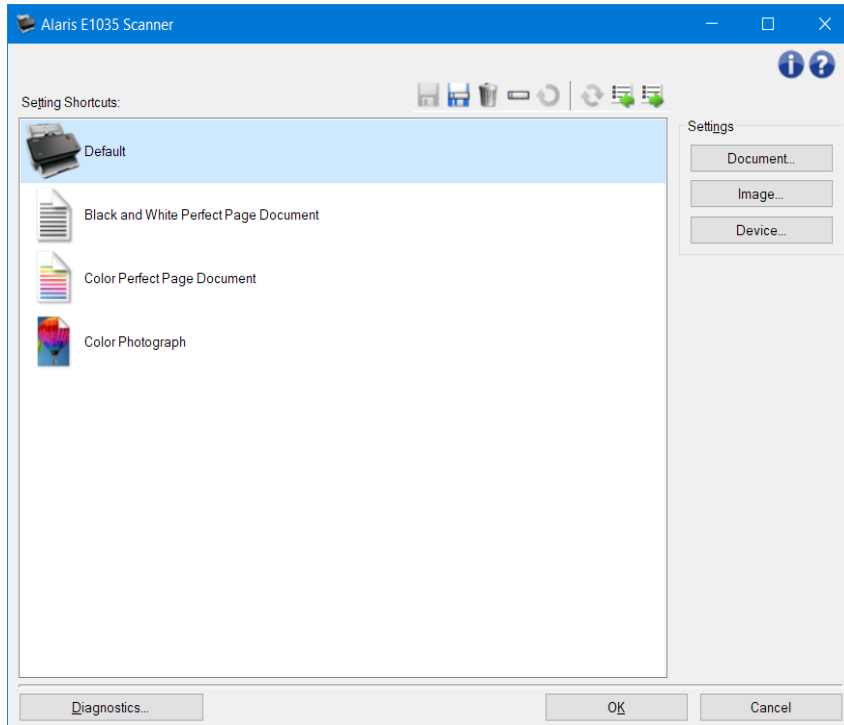 Alaris E1035 Scanner
Setting Shortcuts:
Default
Black and White Perfect Page Document
Color Perfect Page Document
Color Photograph
Settings
Document...
Image...
Device...
Diagnostics...
OK
Cancel